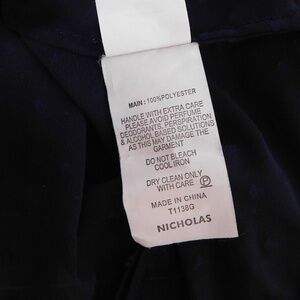 MAIN : 100%POLYESTER
HANDLE WITH EXTRA CARE
PLEASE AVOID PERFUME
DEODORANTS, PERSPIRATION
& ALCOHOL BASED SOLUTIONS
AS THIS MAY DAMAGE THE
GARMENT
DO NOT BLEACH
COOL IRON
DRY CLEAN ONLY
WITH CARE Ⓟ
MADE IN CHINA
T1138G
NICHOLAS